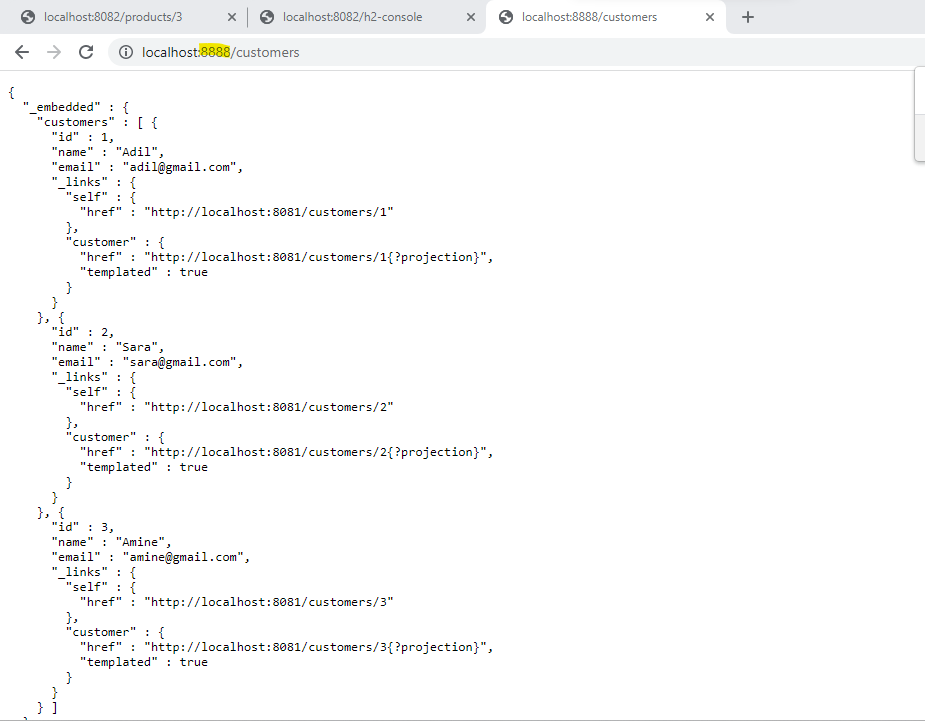 localhost:8082/products/3
localhost:8082/h2-console
localhost:8888/customers
localhost:8888/customers
{
  "_embedded" : {
    "customers" : [ {
      "id" : 1,
      "name" : "Adil",
      "email" : "adil@gmail.com",
      "_links" : {
        "self" : {
          "href" : "http://localhost:8081/customers/1"
        },
        "customer" : {
          "href" : "http://localhost:8081/customers/1{?projection}",
          "templated" : true
        }
      }
    }, {
      "id" : 2,
      "name" : "Sara",
      "email" : "sara@gmail.com",
      "_links" : {
        "self" : {
          "href" : "http://localhost:8081/customers/2"
        },
        "customer" : {
          "href" : "http://localhost:8081/customers/2{?projection}",
          "templated" : true
        }
      }
    }, {
      "id" : 3,
      "name" : "Amine",
      "email" : "amine@gmail.com",
      "_links" : {
        "self" : {
          "href" : "http://localhost:8081/customers/3"
        },
        "customer" : {
          "href" : "http://localhost:8081/customers/3{?projection}",
          "templated" : true
        }
      }
    } ]